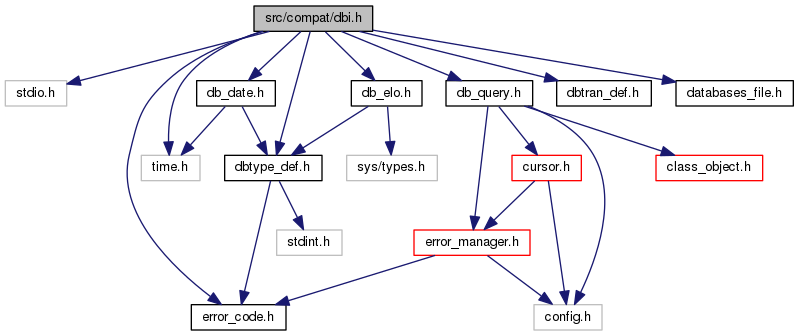 src/compat/dbi.h
stdio.h
db_date.h
db_elo.h
db_query.h
dbtran_def.h
databases_file.h
time.h
dbtype_def.h
sys/types.h
cursor.h
class_object.h
stdint.h
error_manager.h
error_code.h
config.h